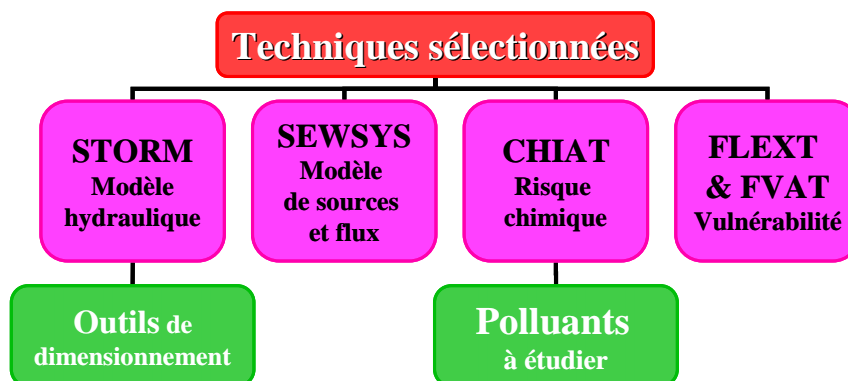 Techniques sélectionnées
STORM
Modèle
hydraulique
SEWSYS
Modèle
de sources
et flux
CHIAT
Risque
chimique
FLEXT
& FVAT
Vulnérabilité
Outils de
dimensionnement
Polluants
à étudier